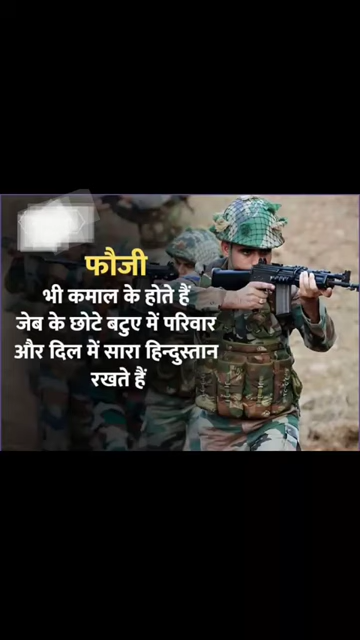 फौजी
भी कमाल के होते हैं
जेब के छोटे बटुए में परिवार
और दिल में सारा हिन्दुस्तान
रखते हैं